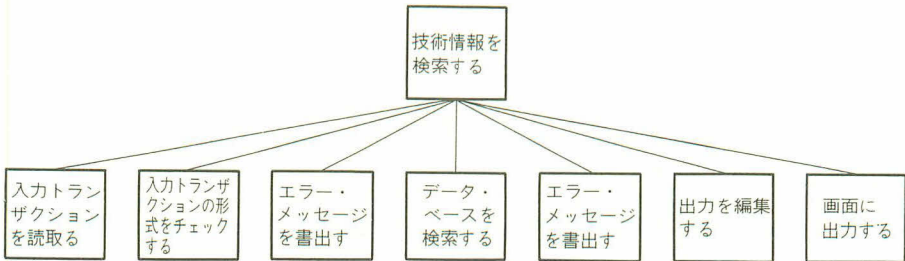 技術情報を
検索する
入力トラン
ザクション
を読取る
入力トランザ
クションの形
式をチェック
する
エラー・
メッセージ
を書出す
データ・
ベースを
検索する
エラー・
メッセージ
を書出す
出力を編集
する
画面に
出力する